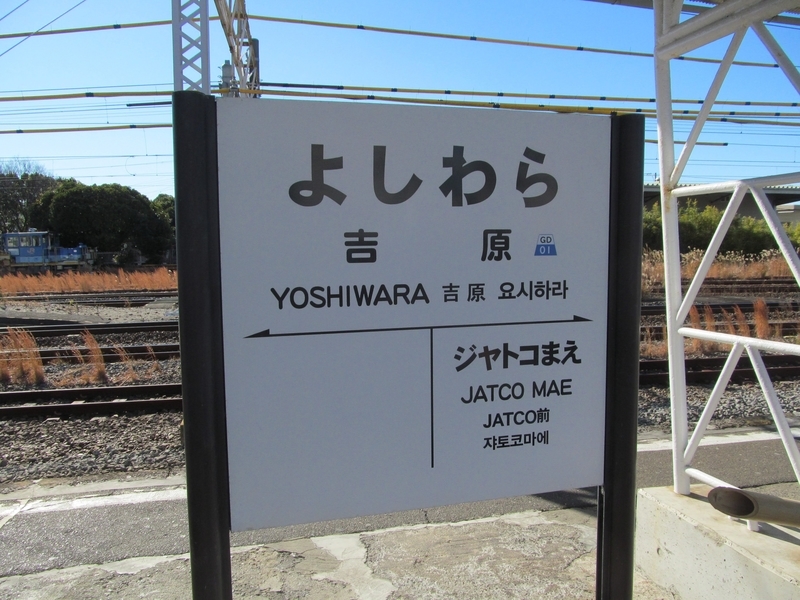 よしわら
吉原 GD 01
YOSHIWARA 吉原 요시하라
ジヤトコまえ
JATCO MAE
JATCO前
쟈토코마에